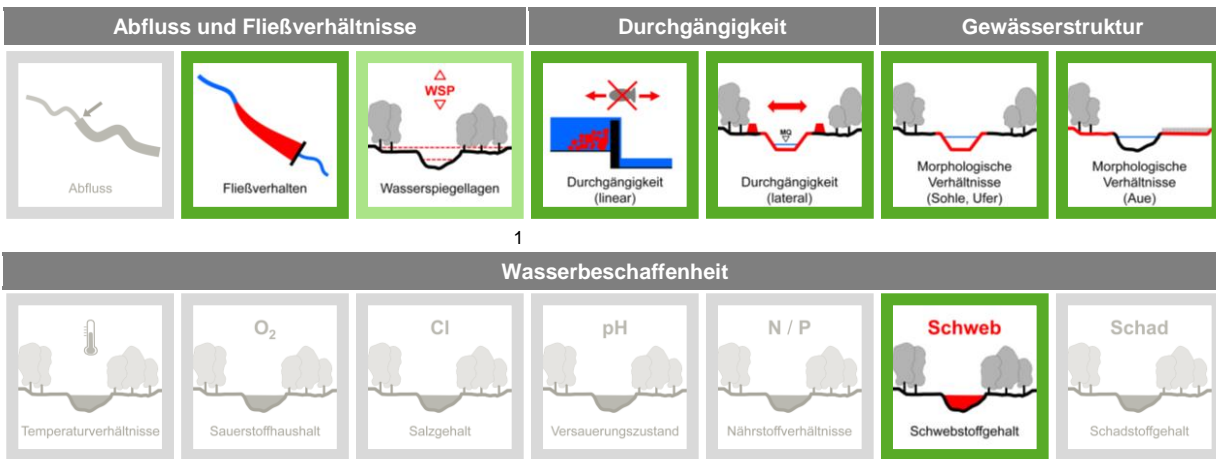 Abfluss und Fließverhältnisse
Durchgängigkeit
Gewässerstruktur
Abfluss
Fließverhalten
WSP
Wasserspiegellagen
Durchgängigkeit
(linear)
MQ
Durchgängigkeit
(lateral)
Morphologische
Verhältnisse
(Sohle, Ufer)
Morphologische
Verhältnisse
(Aue)
1
Wasserbeschaffenheit
Temperaturverhältnisse
O₂
Sauerstoffhaushalt
Cl
Salzgehalt
pH
Versauerungszustand
N / P
Nährstoffverhältnisse
Schweb
Schwebstoffgehalt
Schad
Schadstoffgehalt